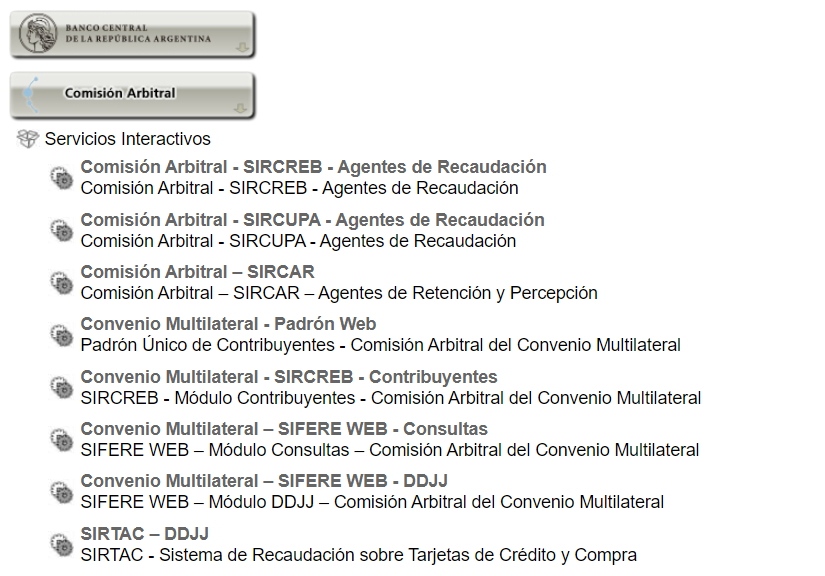 BANCO CENTRAL
DE LA REPÚBLICA ARGENTINA
Comisión Arbitral
Servicios Interactivos
Comisión Arbitral - SIRCREB - Agentes de Recaudación
Comisión Arbitral - SIRCREB - Agentes de Recaudación
Comisión Arbitral - SIRCUPA - Agentes de Recaudación
Comisión Arbitral - SIRCUPA - Agentes de Recaudación
Comisión Arbitral – SIRCAR
Comisión Arbitral – SIRCAR – Agentes de Retención y Percepción
Convenio Multilateral - Padrón Web
Padrón Único de Contribuyentes - Comisión Arbitral del Convenio Multilateral
Convenio Multilateral - SIRCREB - Contribuyentes
SIRCREB - Módulo Contribuyentes - Comisión Arbitral del Convenio Multilateral
Convenio Multilateral – SIFERE WEB - Consultas
SIFERE WEB – Módulo Consultas – Comisión Arbitral del Convenio Multilateral
Convenio Multilateral – SIFERE WEB - DDJJ
SIFERE WEB – Módulo DDJJ – Comisión Arbitral del Convenio Multilateral
SIRTAC – DDJJ
SIRTAC - Sistema de Recaudación sobre Tarjetas de Crédito y Compra